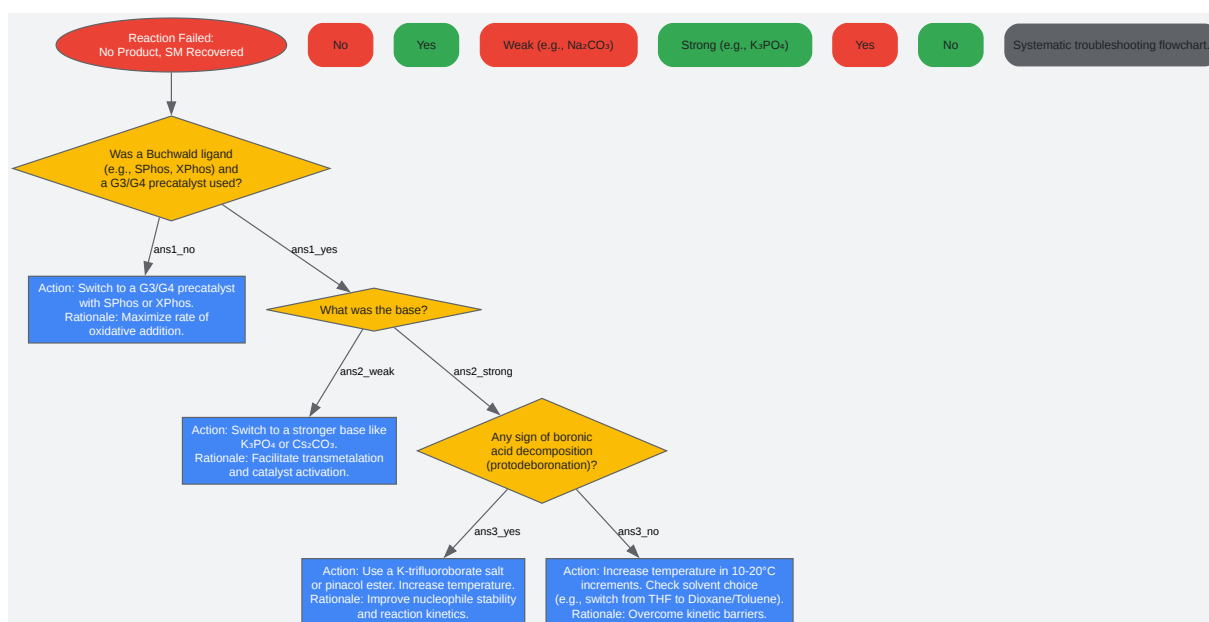 Reaction Failed:
No Product, SM Recovered
No
Yes
Weak (e.g., Na₂CO₃)
Strong (e.g., K₃PO₄)
Yes
No
Systematic troubleshooting flowchart.
Was a Buchwald ligand
(e.g., SPhos, XPhos) and
a G3/G4 precatalyst used?
ans1_no
ans1_yes
Action: Switch to a G3/G4 precatalyst
with SPhos or XPhos.
Rationale: Maximize rate of
oxidative addition.
What was the base?
ans2_weak
ans2_strong
Action: Switch to a stronger base like
K₃PO₄ or Cs₂CO₃.
Rationale: Facilitate transmetalation
and catalyst activation.
Any sign of boronic
acid decomposition
(protodeboronation)?
ans3_yes
ans3_no
Action: Use a K-trifluoroborate salt
or pinacol ester. Increase temperature.
Rationale: Improve nucleophile stability
and reaction kinetics.
Action: Increase temperature in 10-20°C
increments. Check solvent choice
(e.g., switch from THF to Dioxane/Toluene).
Rationale: Overcome kinetic barriers.